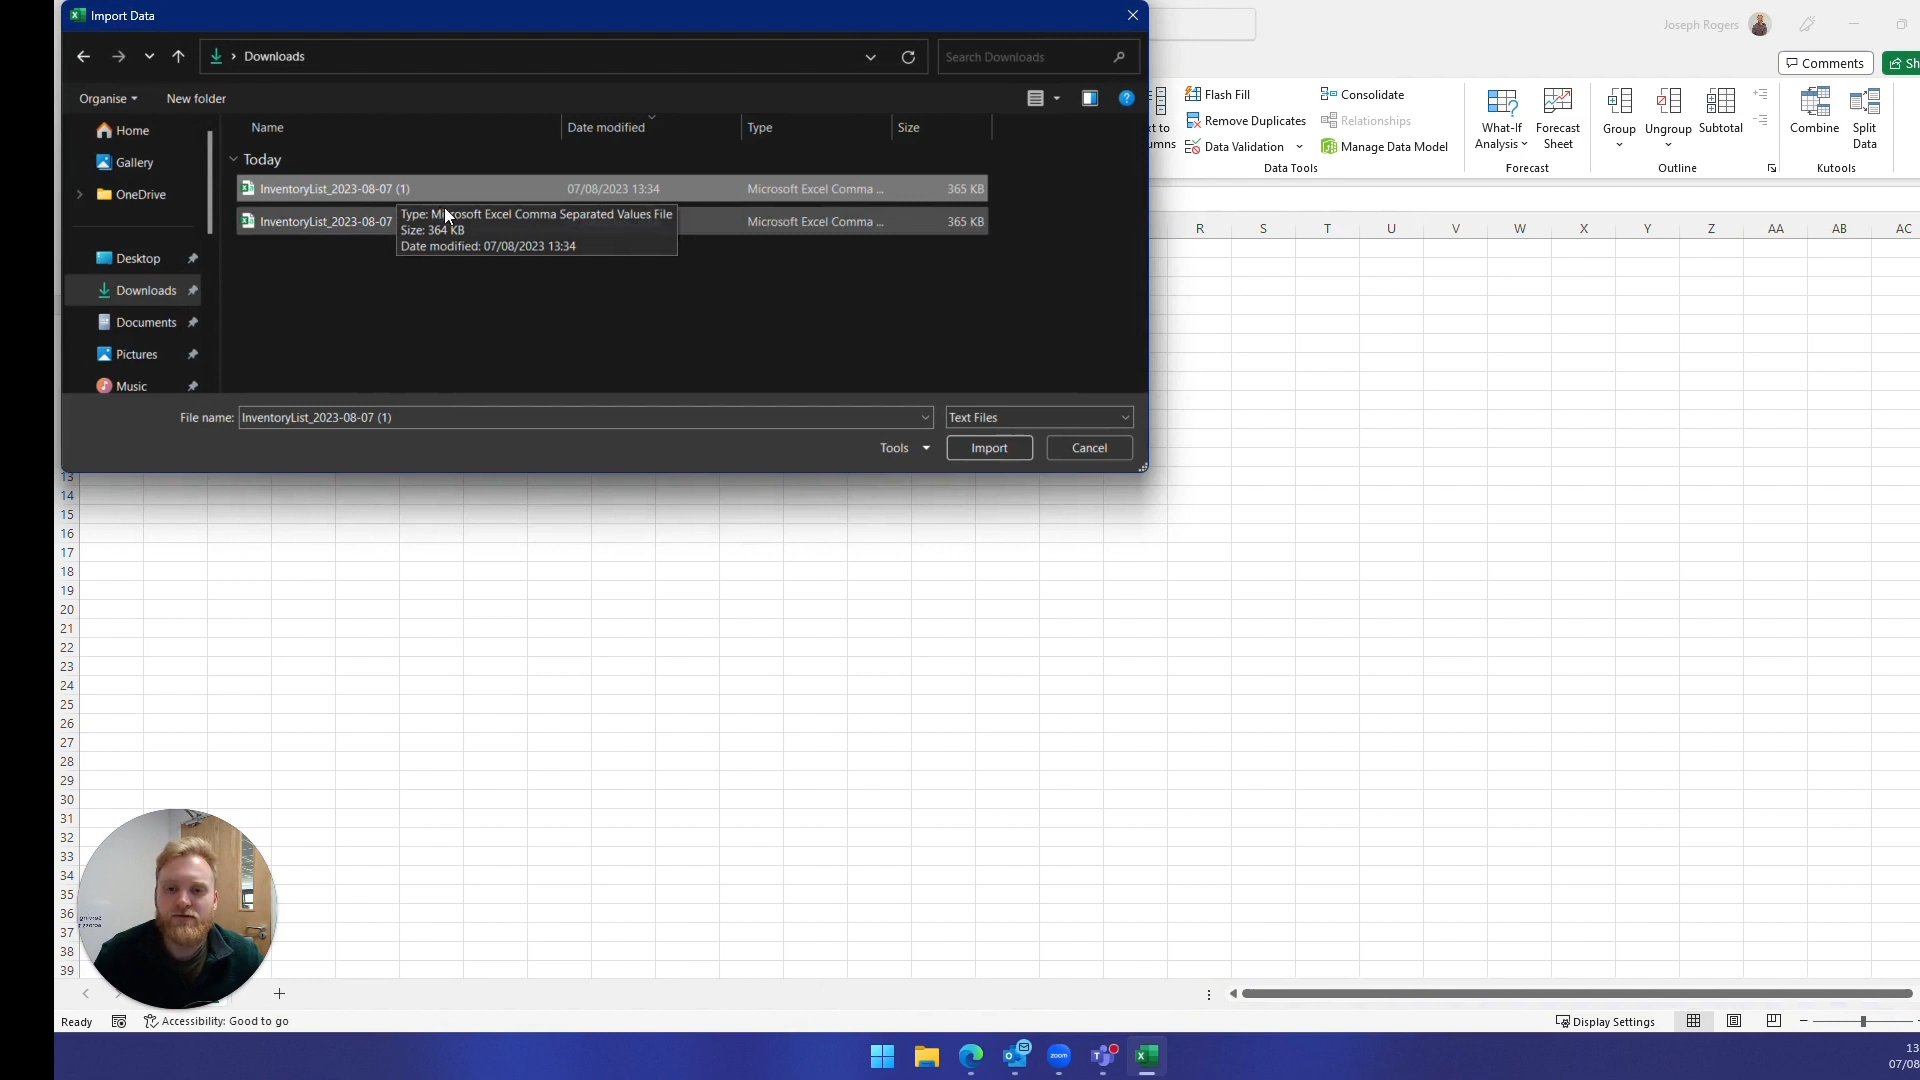 Import Data
Joseph Rogers
Downloads
Search Downloads
Comments
Sh
Organise
New folder
Home
Gallery
OneDrive
Desktop
Downloads
Documents
Pictures
Music
Name
Date modified
Type
Size
Today
InventoryList_2023-08-07 (1)
07/08/2023 13:34
Microsoft Excel Comma ...
365 KB
InventoryList_2023-08-07
Microsoft Excel Comma ...
365 KB
Type: Microsoft Excel Comma Separated Values File
Size: 364 KB
Date modified: 07/08/2023 13:34
File name:
InventoryList_2023-08-07 (1)
Text Files
Tools
Import
Cancel
Flash Fill
Remove Duplicates
Data Validation
Consolidate
Relationships
Manage Data Model
Data Tools
What-If
Analysis
Forecast
Sheet
Forecast
Group
Ungroup
Subtotal
Outline
Combine
Split
Data
Kutools
R S T U V W X Y Z AA AB AC
13
14
15
16
17
18
19
20
21
22
23
24
25
26
27
28
29
30
31
32
33
34
35
36
37
38
39
Ready
Accessibility: Good to go
Display Settings
zoom
13
07/08